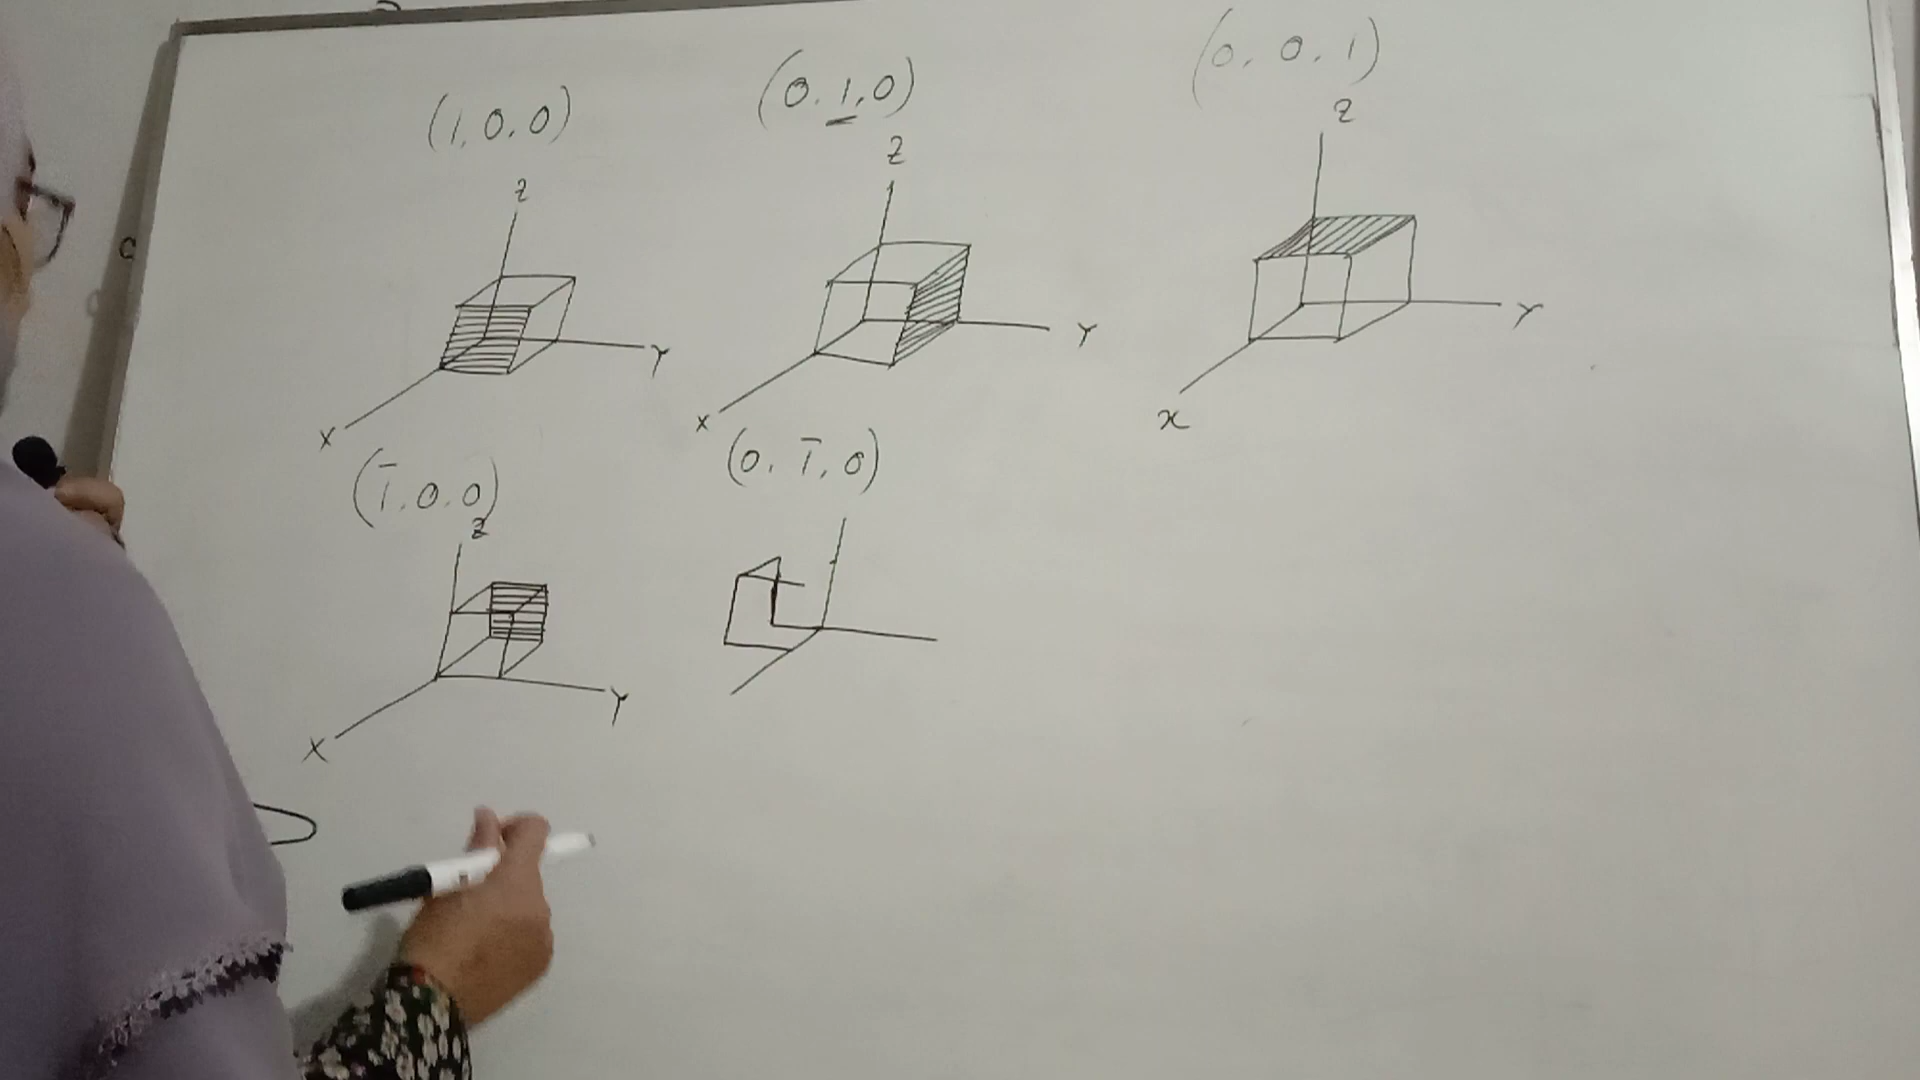 (1, 0, 0)
(0, 1, 0)
(0, 0, 1)
Z
Z
Z
Y
Y
Y
X
X
x
(1̅, 0, 0)
(0, 1̅, 0)
Z
Y
X